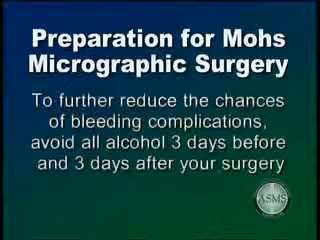 Preparation for Mohs
Micrographic Surgery
To further reduce the chances
of bleeding complications,
avoid all alcohol 3 days before
and 3 days after your surgery
ASMS